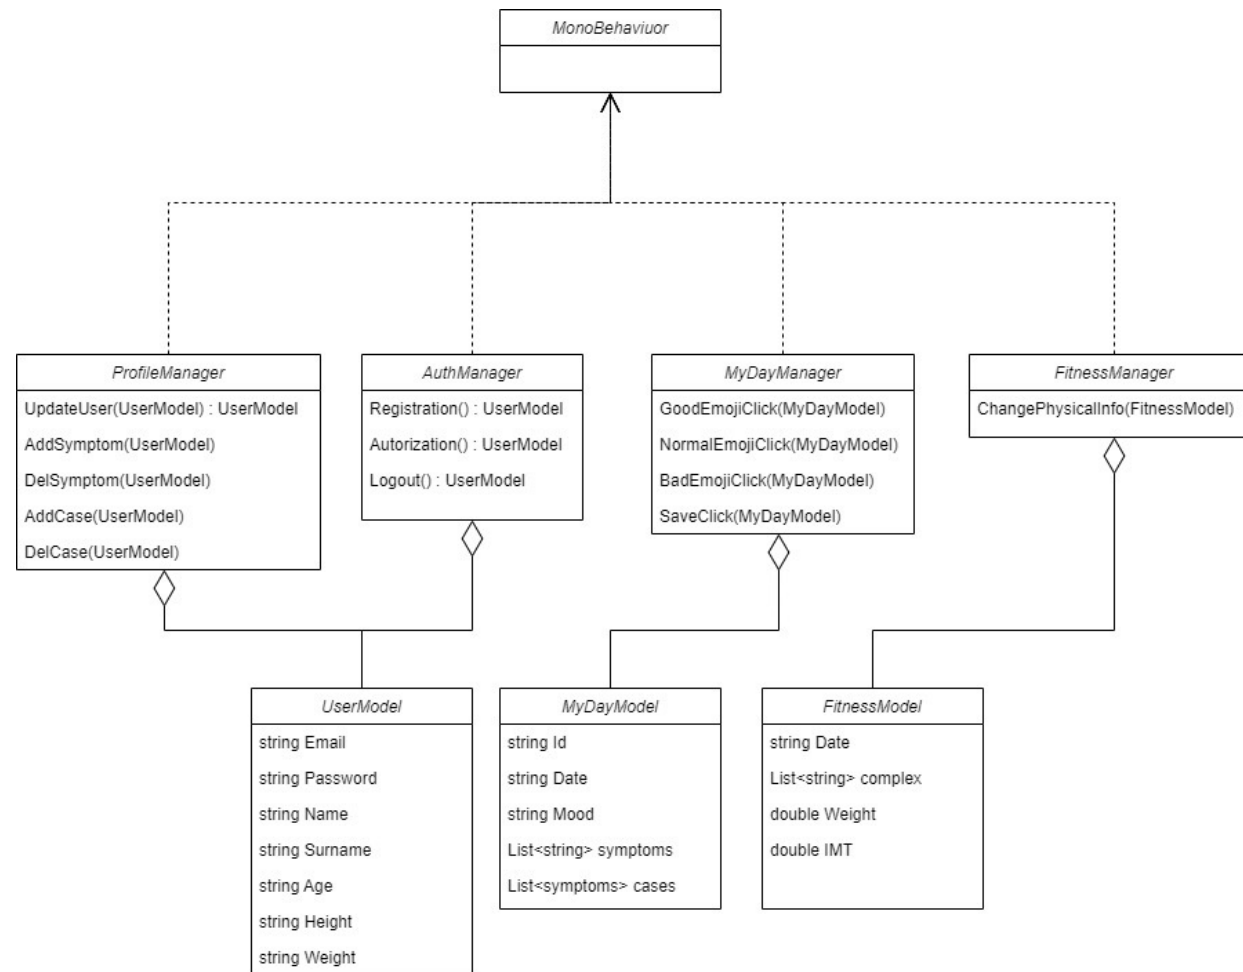 MonoBehaviuor
ProfileManager
UpdateUser(UserModel) : UserModel
AddSymptom(UserModel)
DelSymptom(UserModel)
AddCase(UserModel)
DelCase(UserModel)
AuthManager
Registration() : UserModel
Autorization() : UserModel
Logout() : UserModel
MyDayManager
GoodEmojiClick(MyDayModel)
NormalEmojiClick(MyDayModel)
BadEmojiClick(MyDayModel)
SaveClick(MyDayModel)
FitnessManager
ChangePhysicalInfo(FitnessModel)
UserModel
string Email
string Password
string Name
string Surname
string Age
string Height
string Weight
MyDayModel
string Id
string Date
string Mood
List<string> symptoms
List<symptoms> cases
FitnessModel
string Date
List<string> complex
double Weight
double IMT